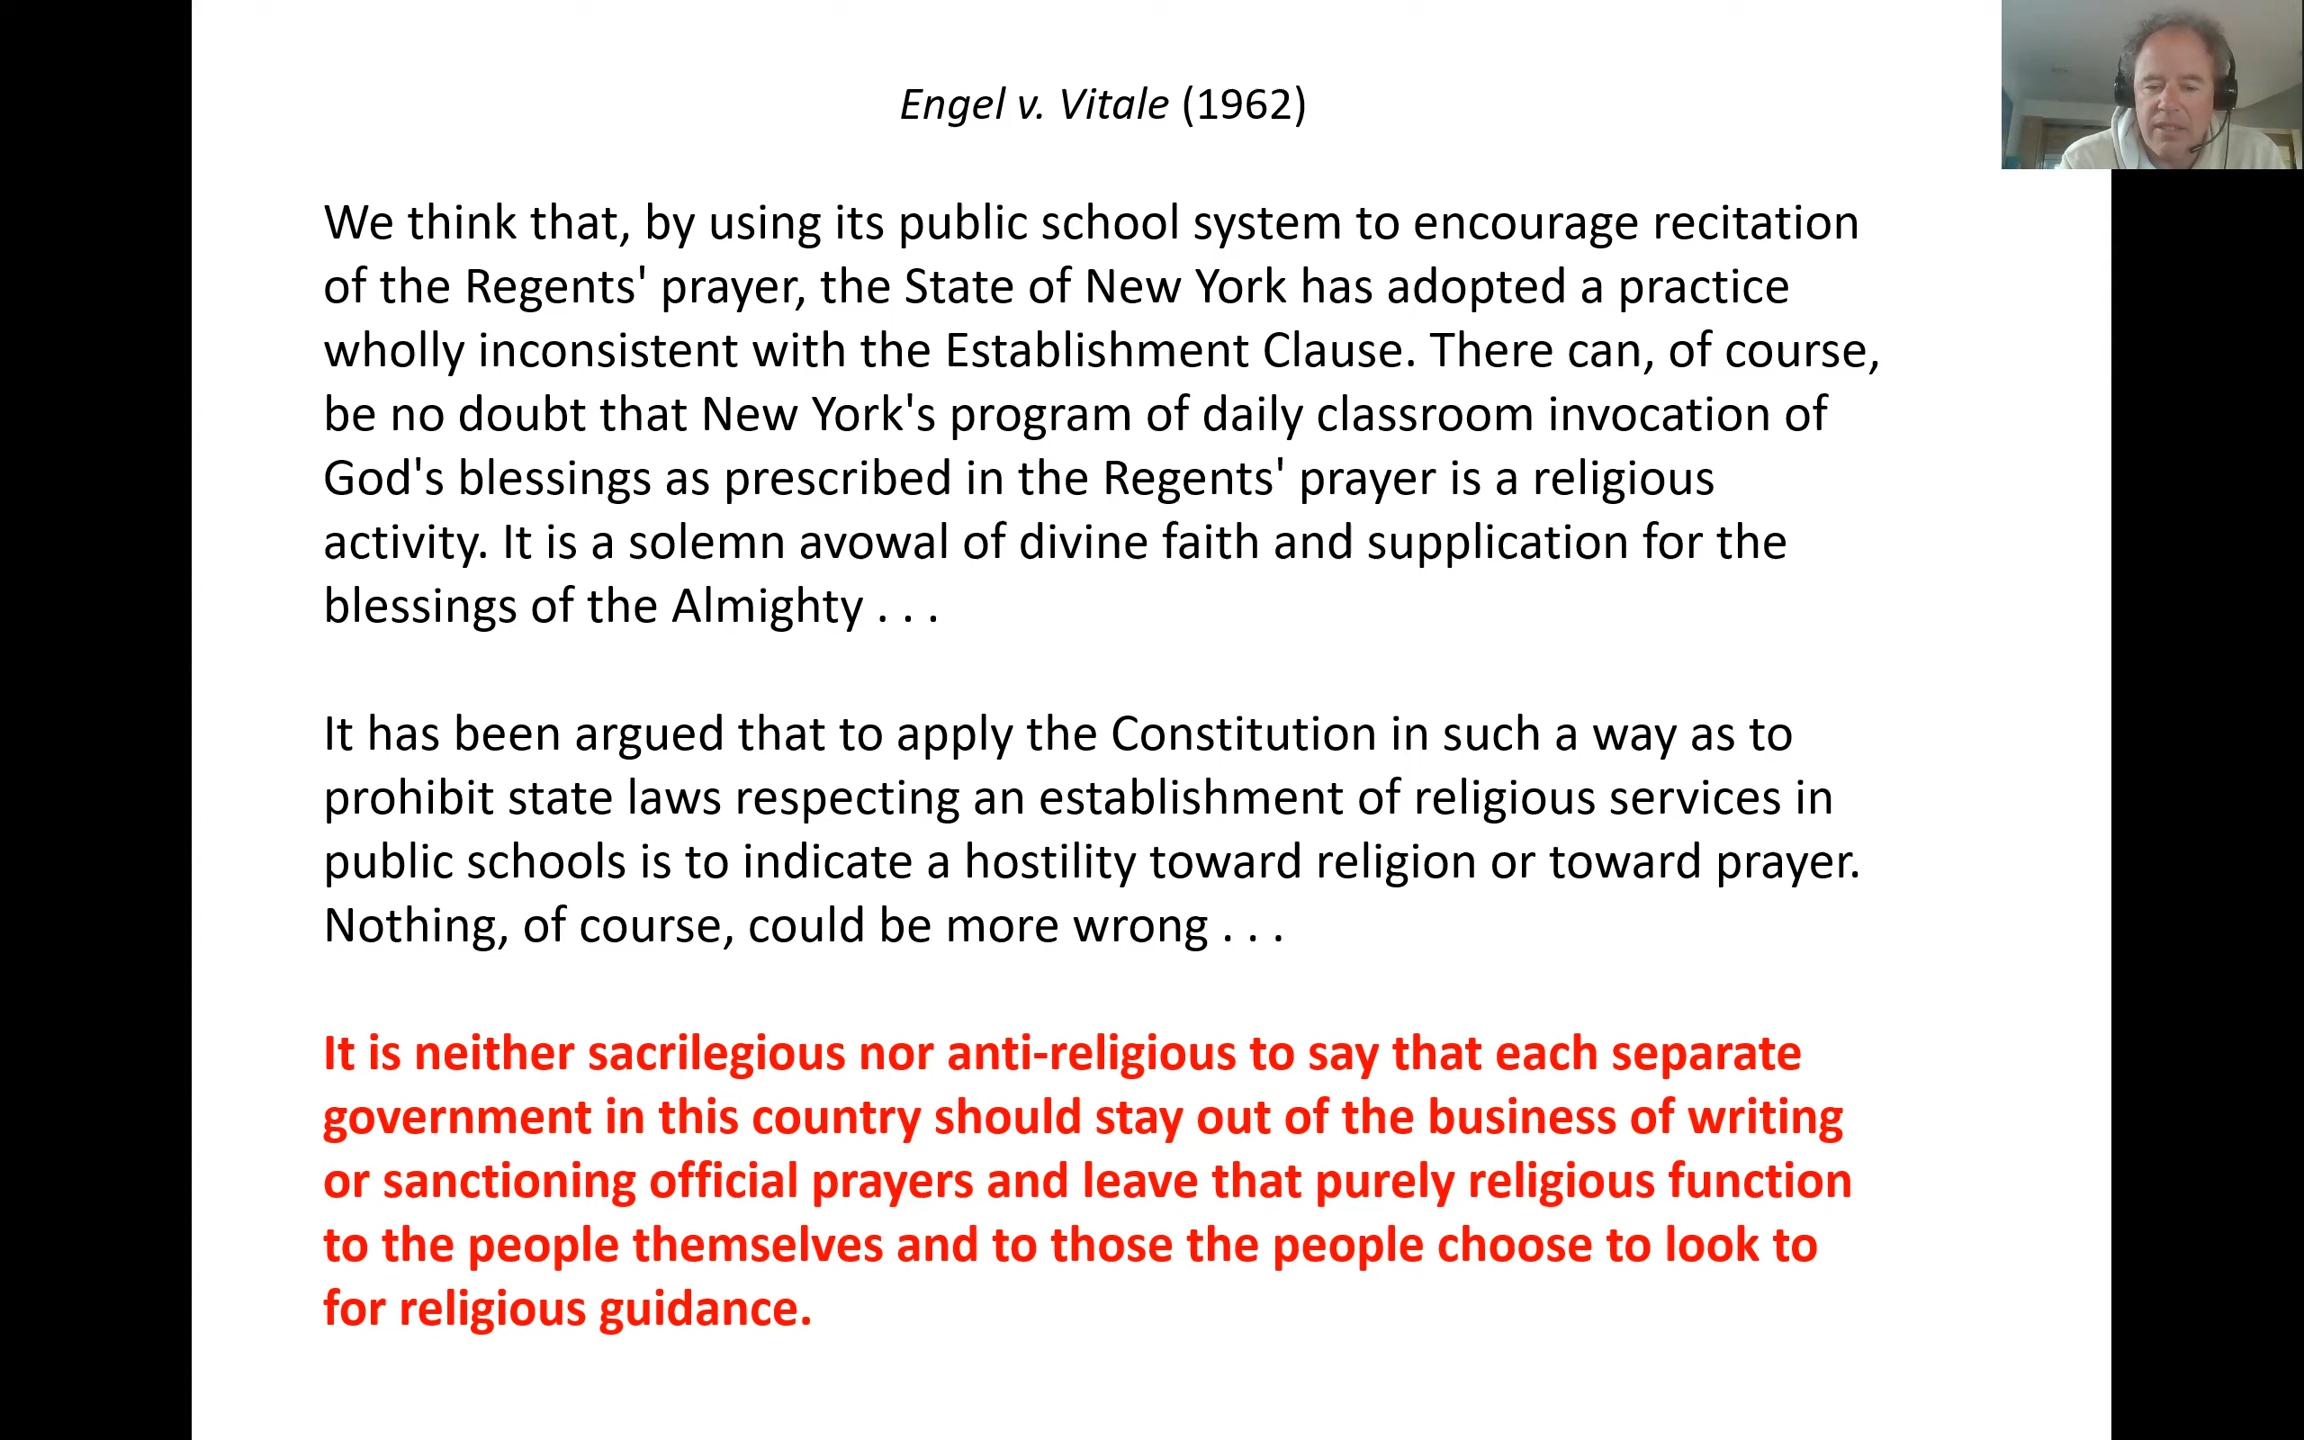 Engel v. Vitale (1962)
We think that, by using its public school system to encourage recitation
of the Regents' prayer, the State of New York has adopted a practice
wholly inconsistent with the Establishment Clause. There can, of course,
be no doubt that New York's program of daily classroom invocation of
God's blessings as prescribed in the Regents' prayer is a religious
activity. It is a solemn avowal of divine faith and supplication for the
blessings of the Almighty . . .
It has been argued that to apply the Constitution in such a way as to
prohibit state laws respecting an establishment of religious services in
public schools is to indicate a hostility toward religion or toward prayer.
Nothing, of course, could be more wrong . . .
It is neither sacrilegious nor anti-religious to say that each separate
government in this country should stay out of the business of writing
or sanctioning official prayers and leave that purely religious function
to the people themselves and to those the people choose to look to
for religious guidance.